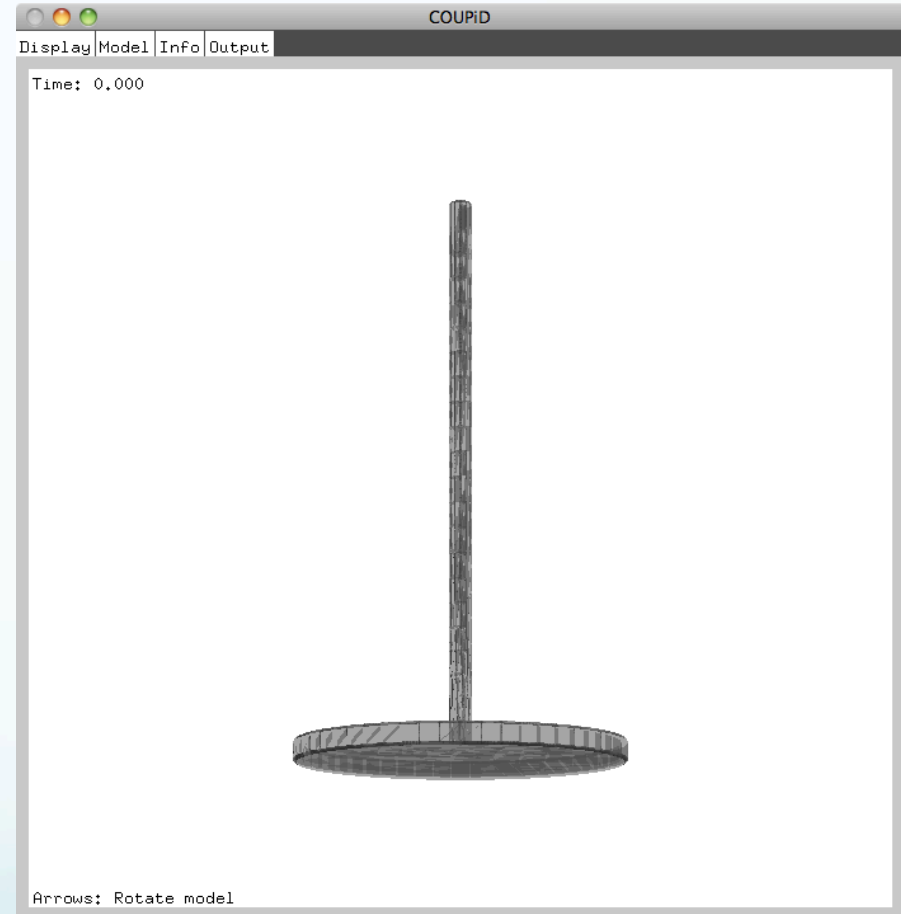 COUPiD
Display Model Info Output
Time: 0.000
Arrows: Rotate model